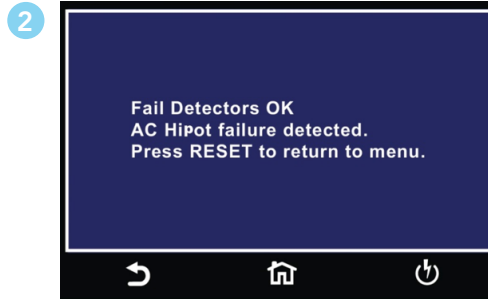 2
Fail Detectors OK
AC Hipot failure detected.
Press RESET to return to menu.